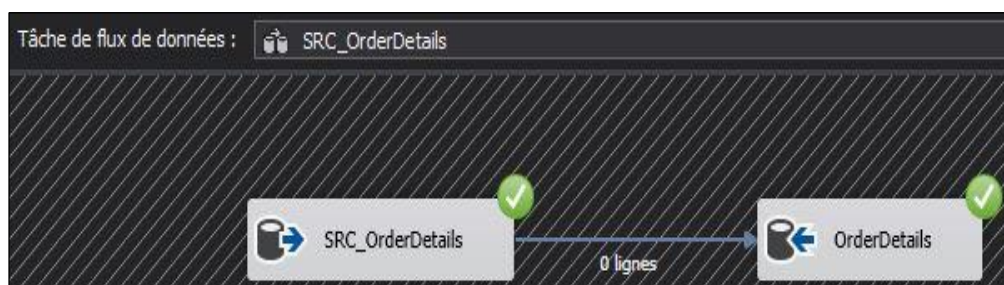 Tâche de flux de données : SRC_OrderDetails
SRC_OrderDetails
OrderDetails
0 lignes